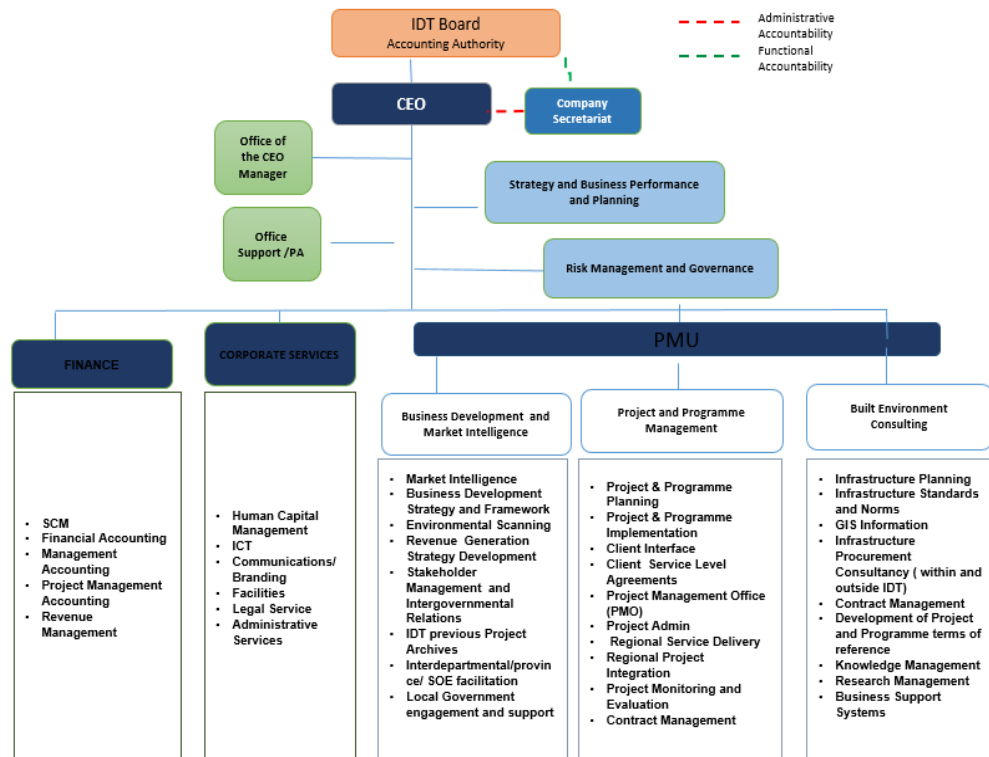 IDT Board
Accounting Authority
Administrative
Accountability
Functional
Accountability
CEO
Company
Secretariat
Office of
the CEO
Manager
Strategy and Business Performance
and Planning
Office
Support /PA
Risk Management and Governance
FINANCE
CORPORATE SERVICES
PMU
Business Development and
Market Intelligence
Project and Programme
Management
Built Environment
Consulting
• SCM
• Financial Accounting
• Management
Accounting
• Project Management
Accounting
• Revenue
Management
• Human Capital
Management
• ICT
• Communications/
Branding
• Facilities
• Legal Service
• Administrative
Services
• Market Intelligence
• Business Development
Strategy and Framework
• Environmental Scanning
• Revenue Generation
Strategy Development
• Stakeholder
Management and
Intergovernmental
Relations
• IDT previous Project
Archives
• Interdepartmental/provin
ce/ SOE facilitation
• Local Government
engagement and support
• Project & Programme
Planning
• Project & Programme
Implementation
• Client Interface
• Client Service Level
Agreements
• Project Management Office
(PMO)
• Project Admin
• Regional Service Delivery
• Regional Project
Integration
• Project Monitoring and
Evaluation
• Contract Management
• Infrastructure Planning
• Infrastructure Standards
and Norms
• GIS Information
• Infrastructure
Procurement
Consultancy ( within and
outside IDT)
• Contract Management
• Development of Project
and Programme terms of
reference
• Knowledge Management
• Research Management
• Business Support
Systems